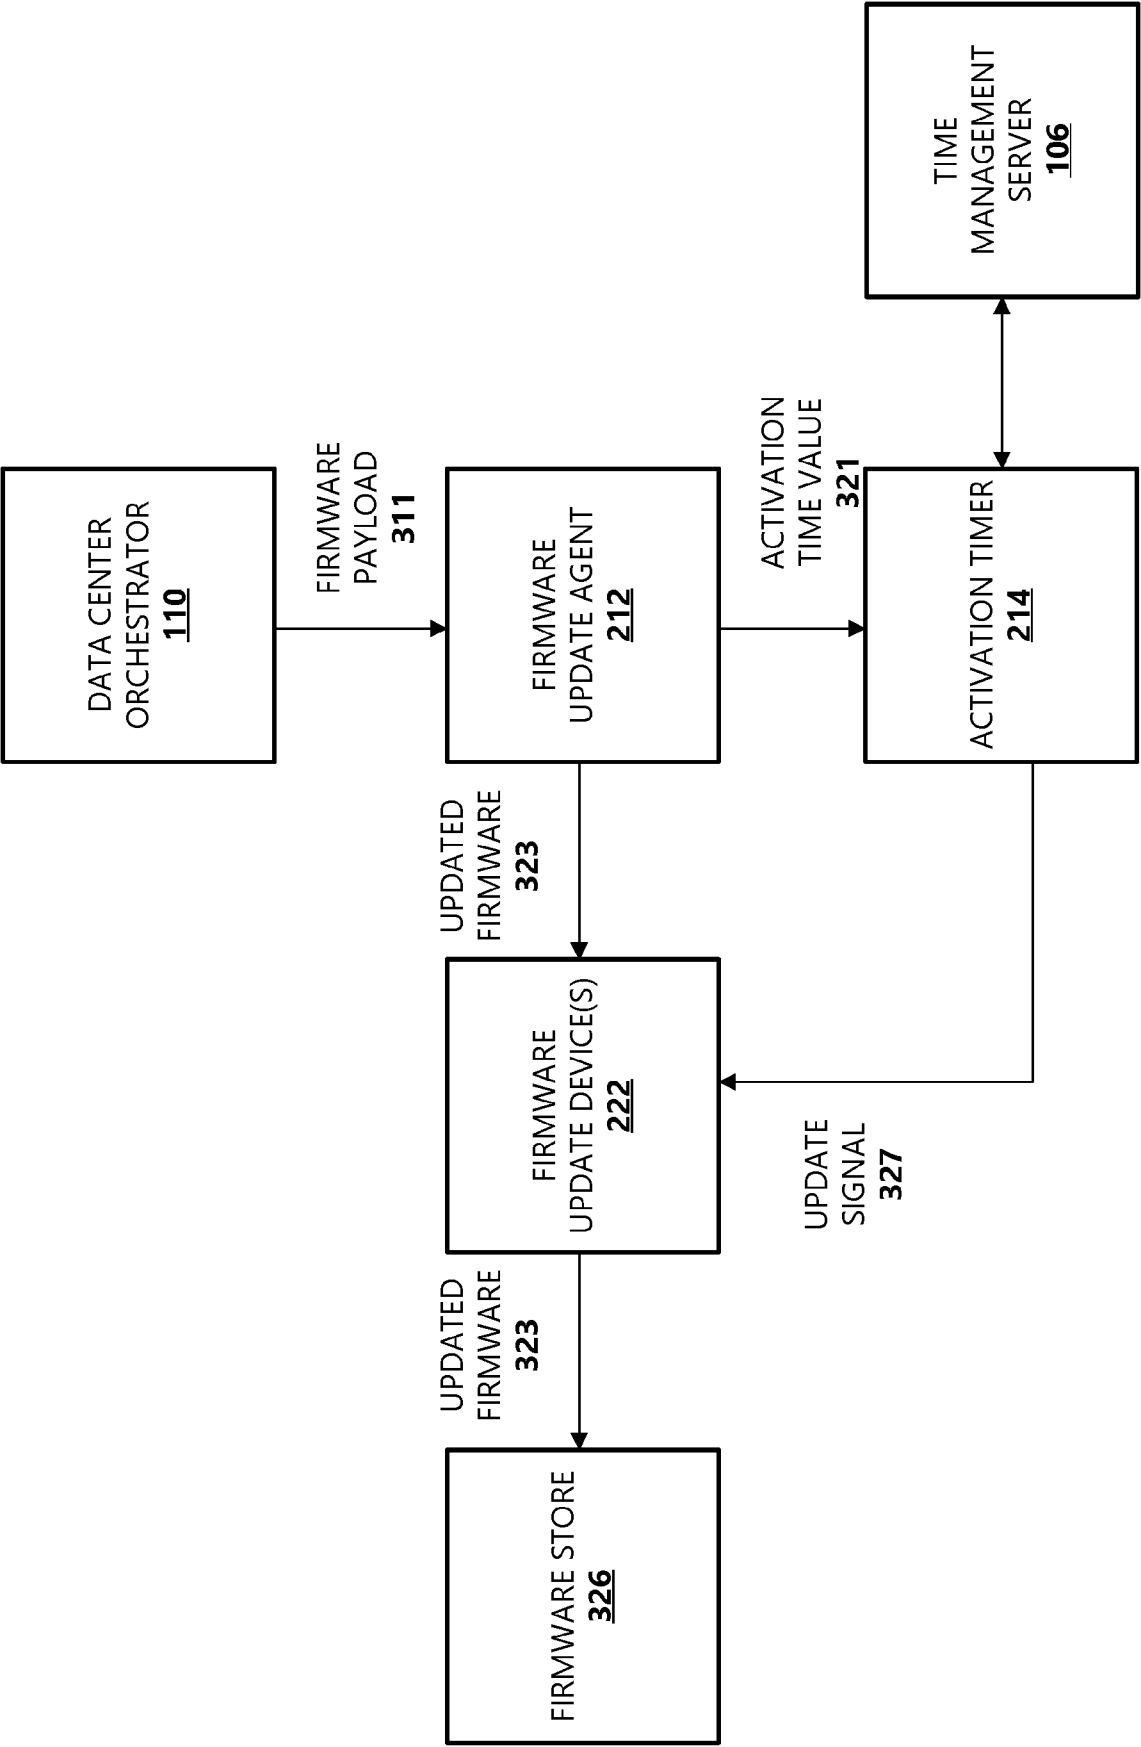 DATA CENTER
ORCHESTRATOR
110
FIRMWARE
PAYLOAD
311
FIRMWARE
UPDATE AGENT
212
ACTIVATION
TIME VALUE
321
ACTIVATION TIMER
214
TIME
MANAGEMENT
SERVER
106
UPDATED
FIRMWARE
323
FIRMWARE
UPDATE DEVICE(S)
222
UPDATE
SIGNAL
327
UPDATED
FIRMWARE
323
FIRMWARE STORE
326